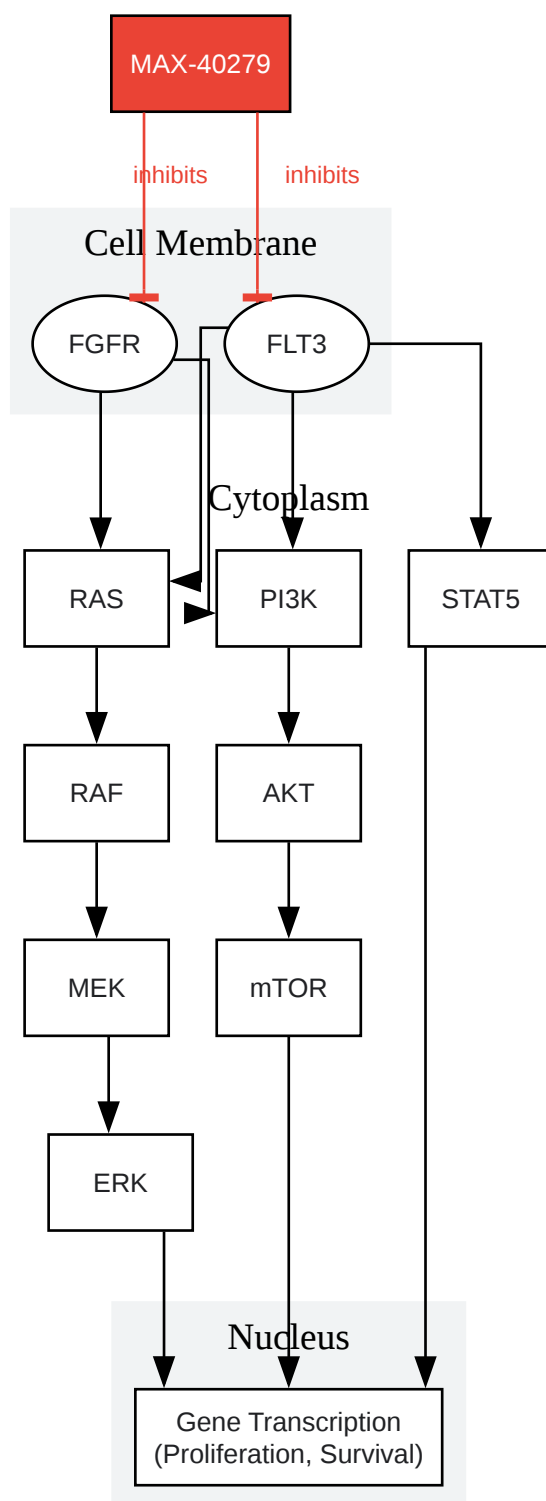 MAX-40279
inhibits
inhibits
Cell Membrane
FGFR
FLT3
Cytoplasm
RAS
PI3K
STAT5
RAF
AKT
MEK
mTOR
ERK
Nucleus
Gene Transcription
(Proliferation, Survival)